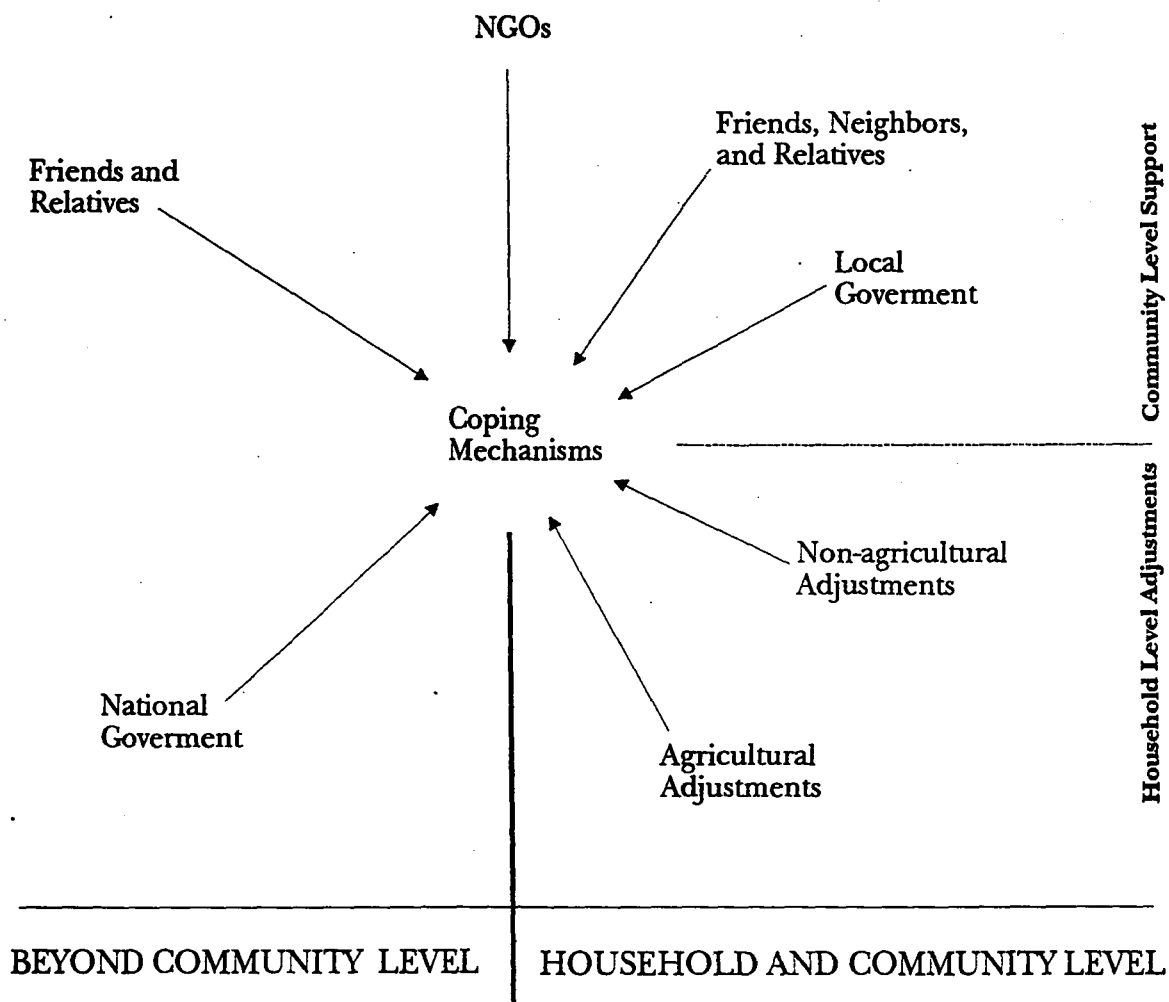 NGOs
Friends, Neighbors,
and Relatives
Friends and
Relatives
Local
Goverment
Community Level Support
Coping
Mechanisms
Non-agricultural
Adjustments
Household Level Adjustments
National
Goverment
Agricultural
Adjustments
BEYOND COMMUNITY LEVEL
HOUSEHOLD AND COMMUNITY LEVEL